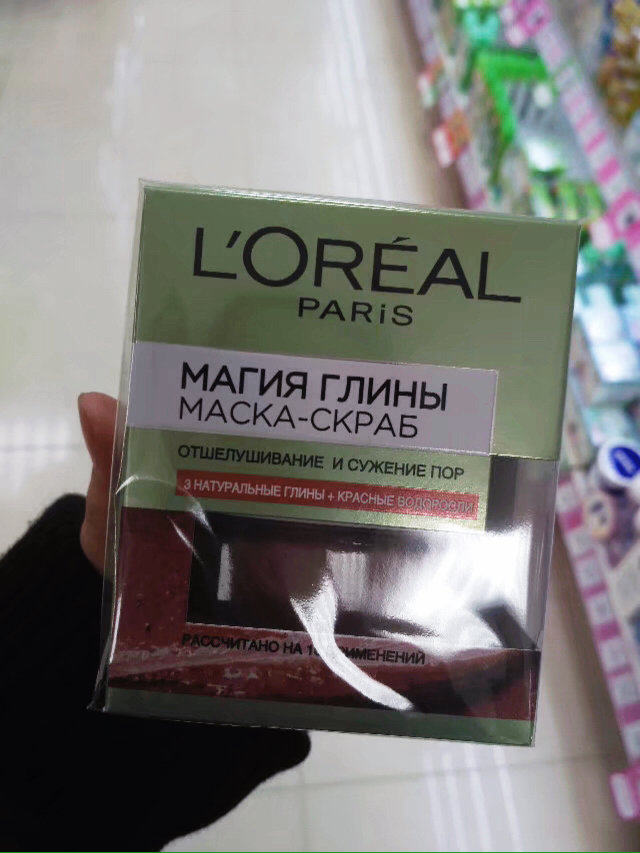 L'ORÉAL
PARiS
МАГИЯ ГЛИНЫ
МАСКА-СКРАБ
ОТШЕЛУШИВАНИЕ И СУЖЕНИЕ ПОР
3 НАТУРАЛЬНЫЕ ГЛИНЫ + КРАСНЫЕ ВОДОРОСЛИ
РАССЧИТАНО НА